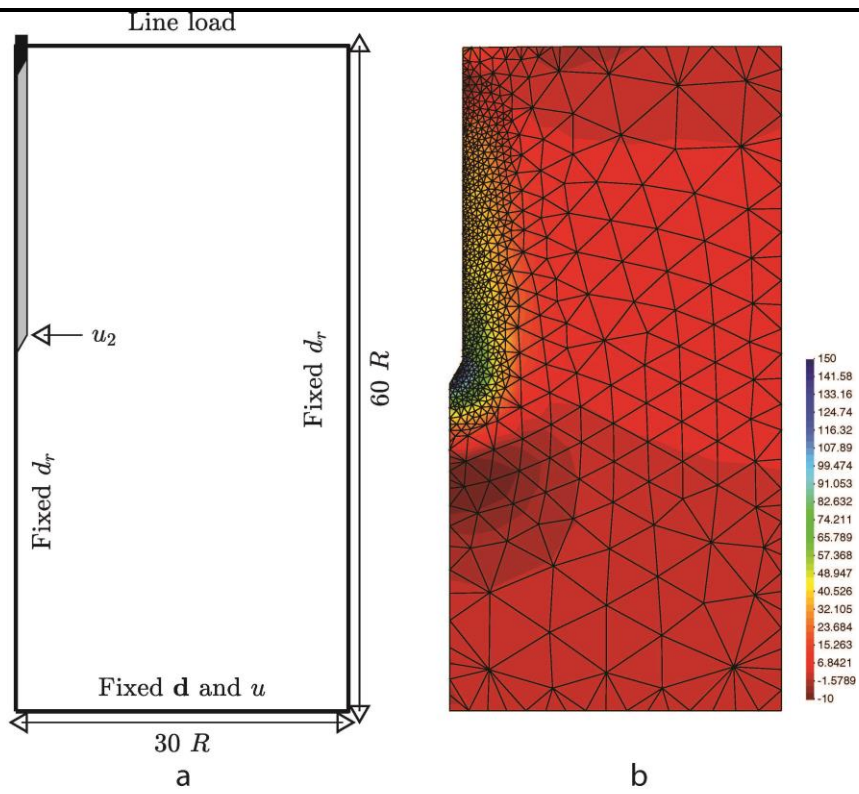 Line load
u₂
Fixed dᵣ
60 R
Fixed dᵣ
Fixed d and u
30 R
a
150
141.58
133.16
124.74
116.32
107.89
99.474
91.053
82.632
74.211
65.789
57.368
48.947
40.526
32.105
23.684
15.263
6.8421
-1.5789
-10
b